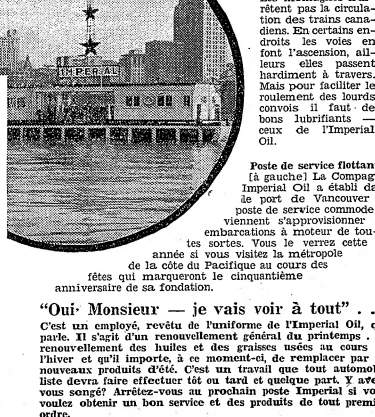 IMPERIAL
rêtent pas la circula-
tion des trains cana-
diens. En certains en-
droits les voies en
font l'ascension, ail-
leurs elles passent
hardiment à travers.
Mais pour faciliter le
roulement des lourds
convois il faut de
bons lubrifiants —
ceux de l'Imperial
Oil.
Poste de service flottan
[à gauche] La Compag
Imperial Oil a établi da
le port de Vancouver
poste de service commode
viennent s'approvisionner
embarcations à moteur de tou-
tes sortes. Vous le verrez cette
année si vous visitez la métropole
de la côte du Pacifique au cours des
fêtes qui marqueront le cinquantième
anniversaire de sa fondation.
"Oui Monsieur — je vais voir à tout" . .
C'est un employé, revêtu de l'uniforme de l'Imperial Oil, q
parle. Il s'agit d'un renouvellement général du printemps .
renouvellement des huiles et des graisses usées au cours
l'hiver et qu'il importe, à ce moment-ci, de remplacer par
nouveaux produits d'été. C'est un travail que tout automo
liste devra faire effectuer tôt ou tard et quelque part. Y ave
vous songé? Arrêtez-vous au prochain poste Imperial si vo
voulez obtenir un bon service et des produits de tout premi
ordre.